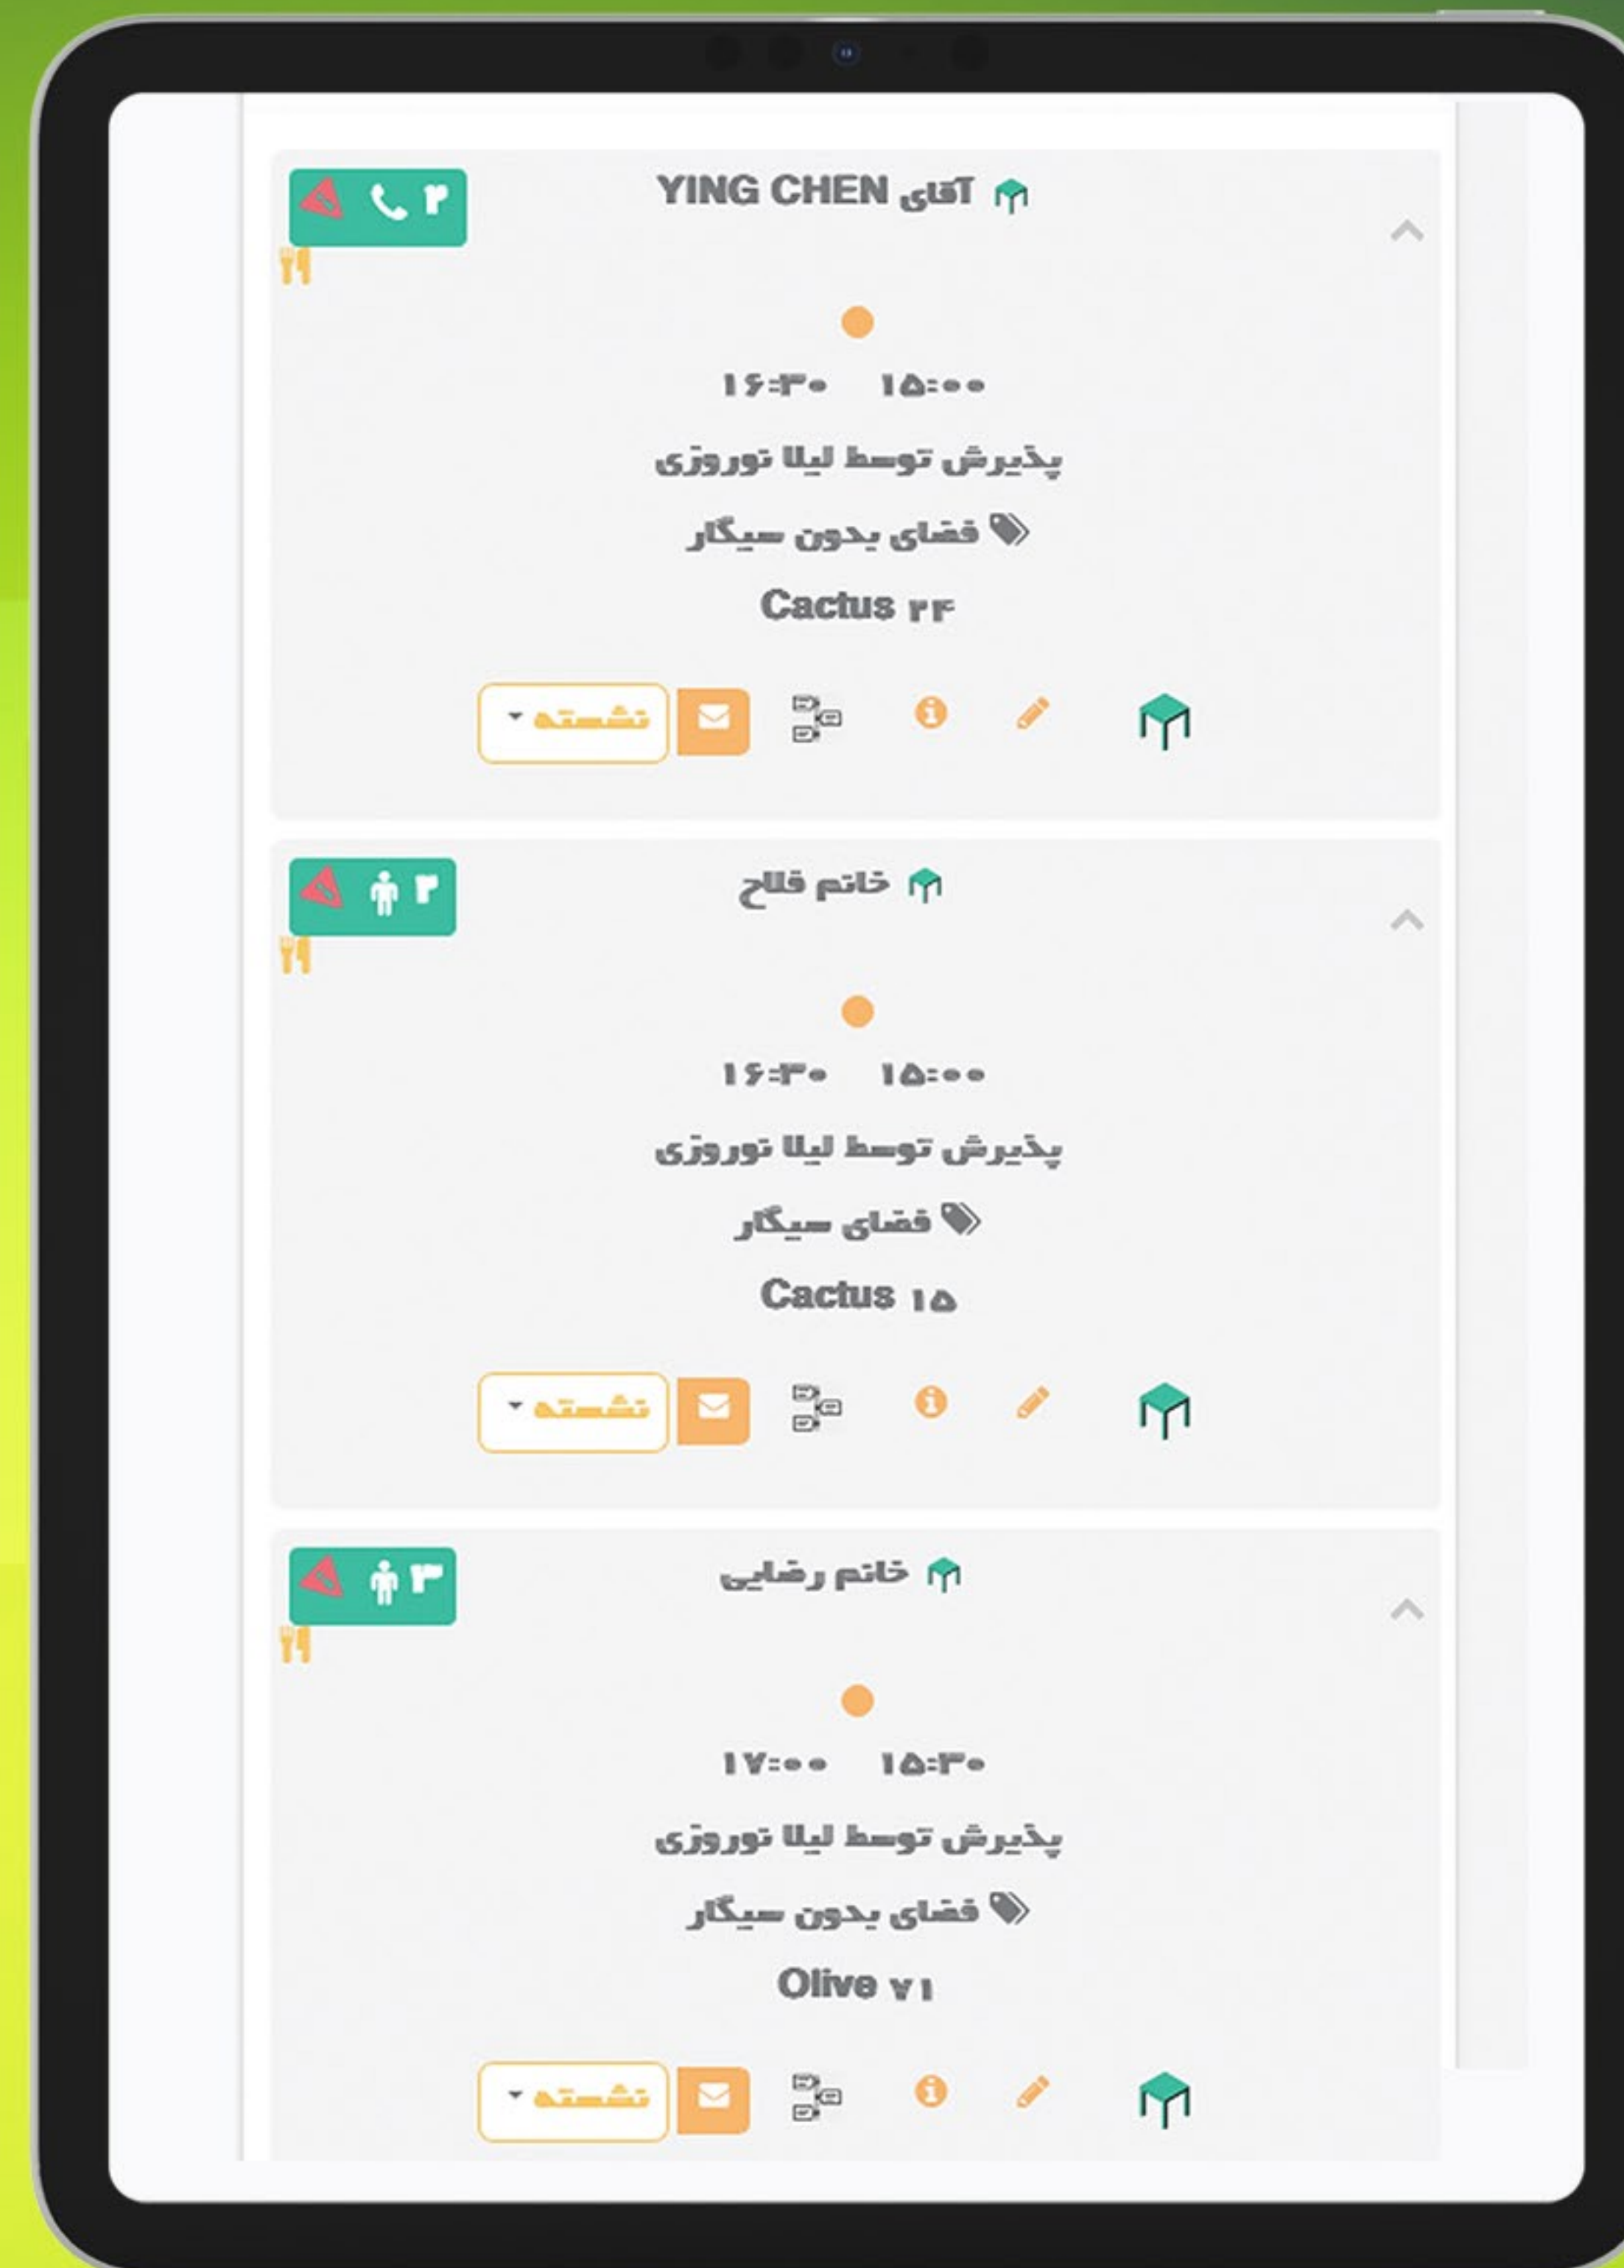 آقای YING CHEN
۲
۱۵:۰۰ ۱۶:۳۰
پذیرش توسط لیلا نوروزی
فضای بدون سیگار
Cactus ۲۴
نشسته
خانم فلاح
۲
۱۵:۰۰ ۱۶:۳۰
پذیرش توسط لیلا نوروزی
فضای سیگار
Cactus ۱۵
نشسته
خانم رضایی
۳
۱۵:۳۰ ۱۷:۰۰
پذیرش توسط لیلا نوروزی
فضای بدون سیگار
Olive ۷۱
نشسته